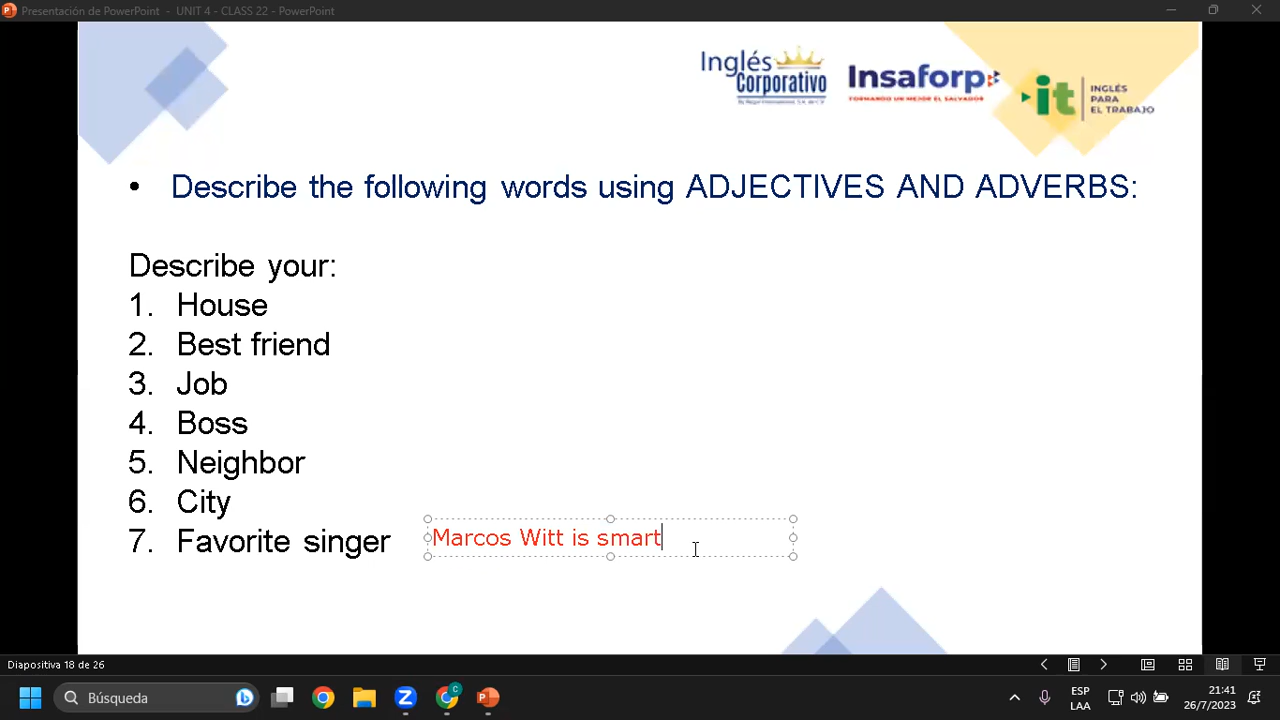 Presentación de PowerPoint - UNIT 4 - CLASS 22 - PowerPoint
Inglés
Corporativo
Insaforp
FORMANDO UN MEJOR EL SALVADOR
it
INGLÉS
PARA
EL TRABAJO
• Describe the following words using ADJECTIVES AND ADVERBS:
Describe your:
1. House
2. Best friend
3. Job
4. Boss
5. Neighbor
6. City
7. Favorite singer
Marcos Witt is smart
Diapositiva 18 de 26
Búsqueda
ESP
LAA
21:41
26/7/2023